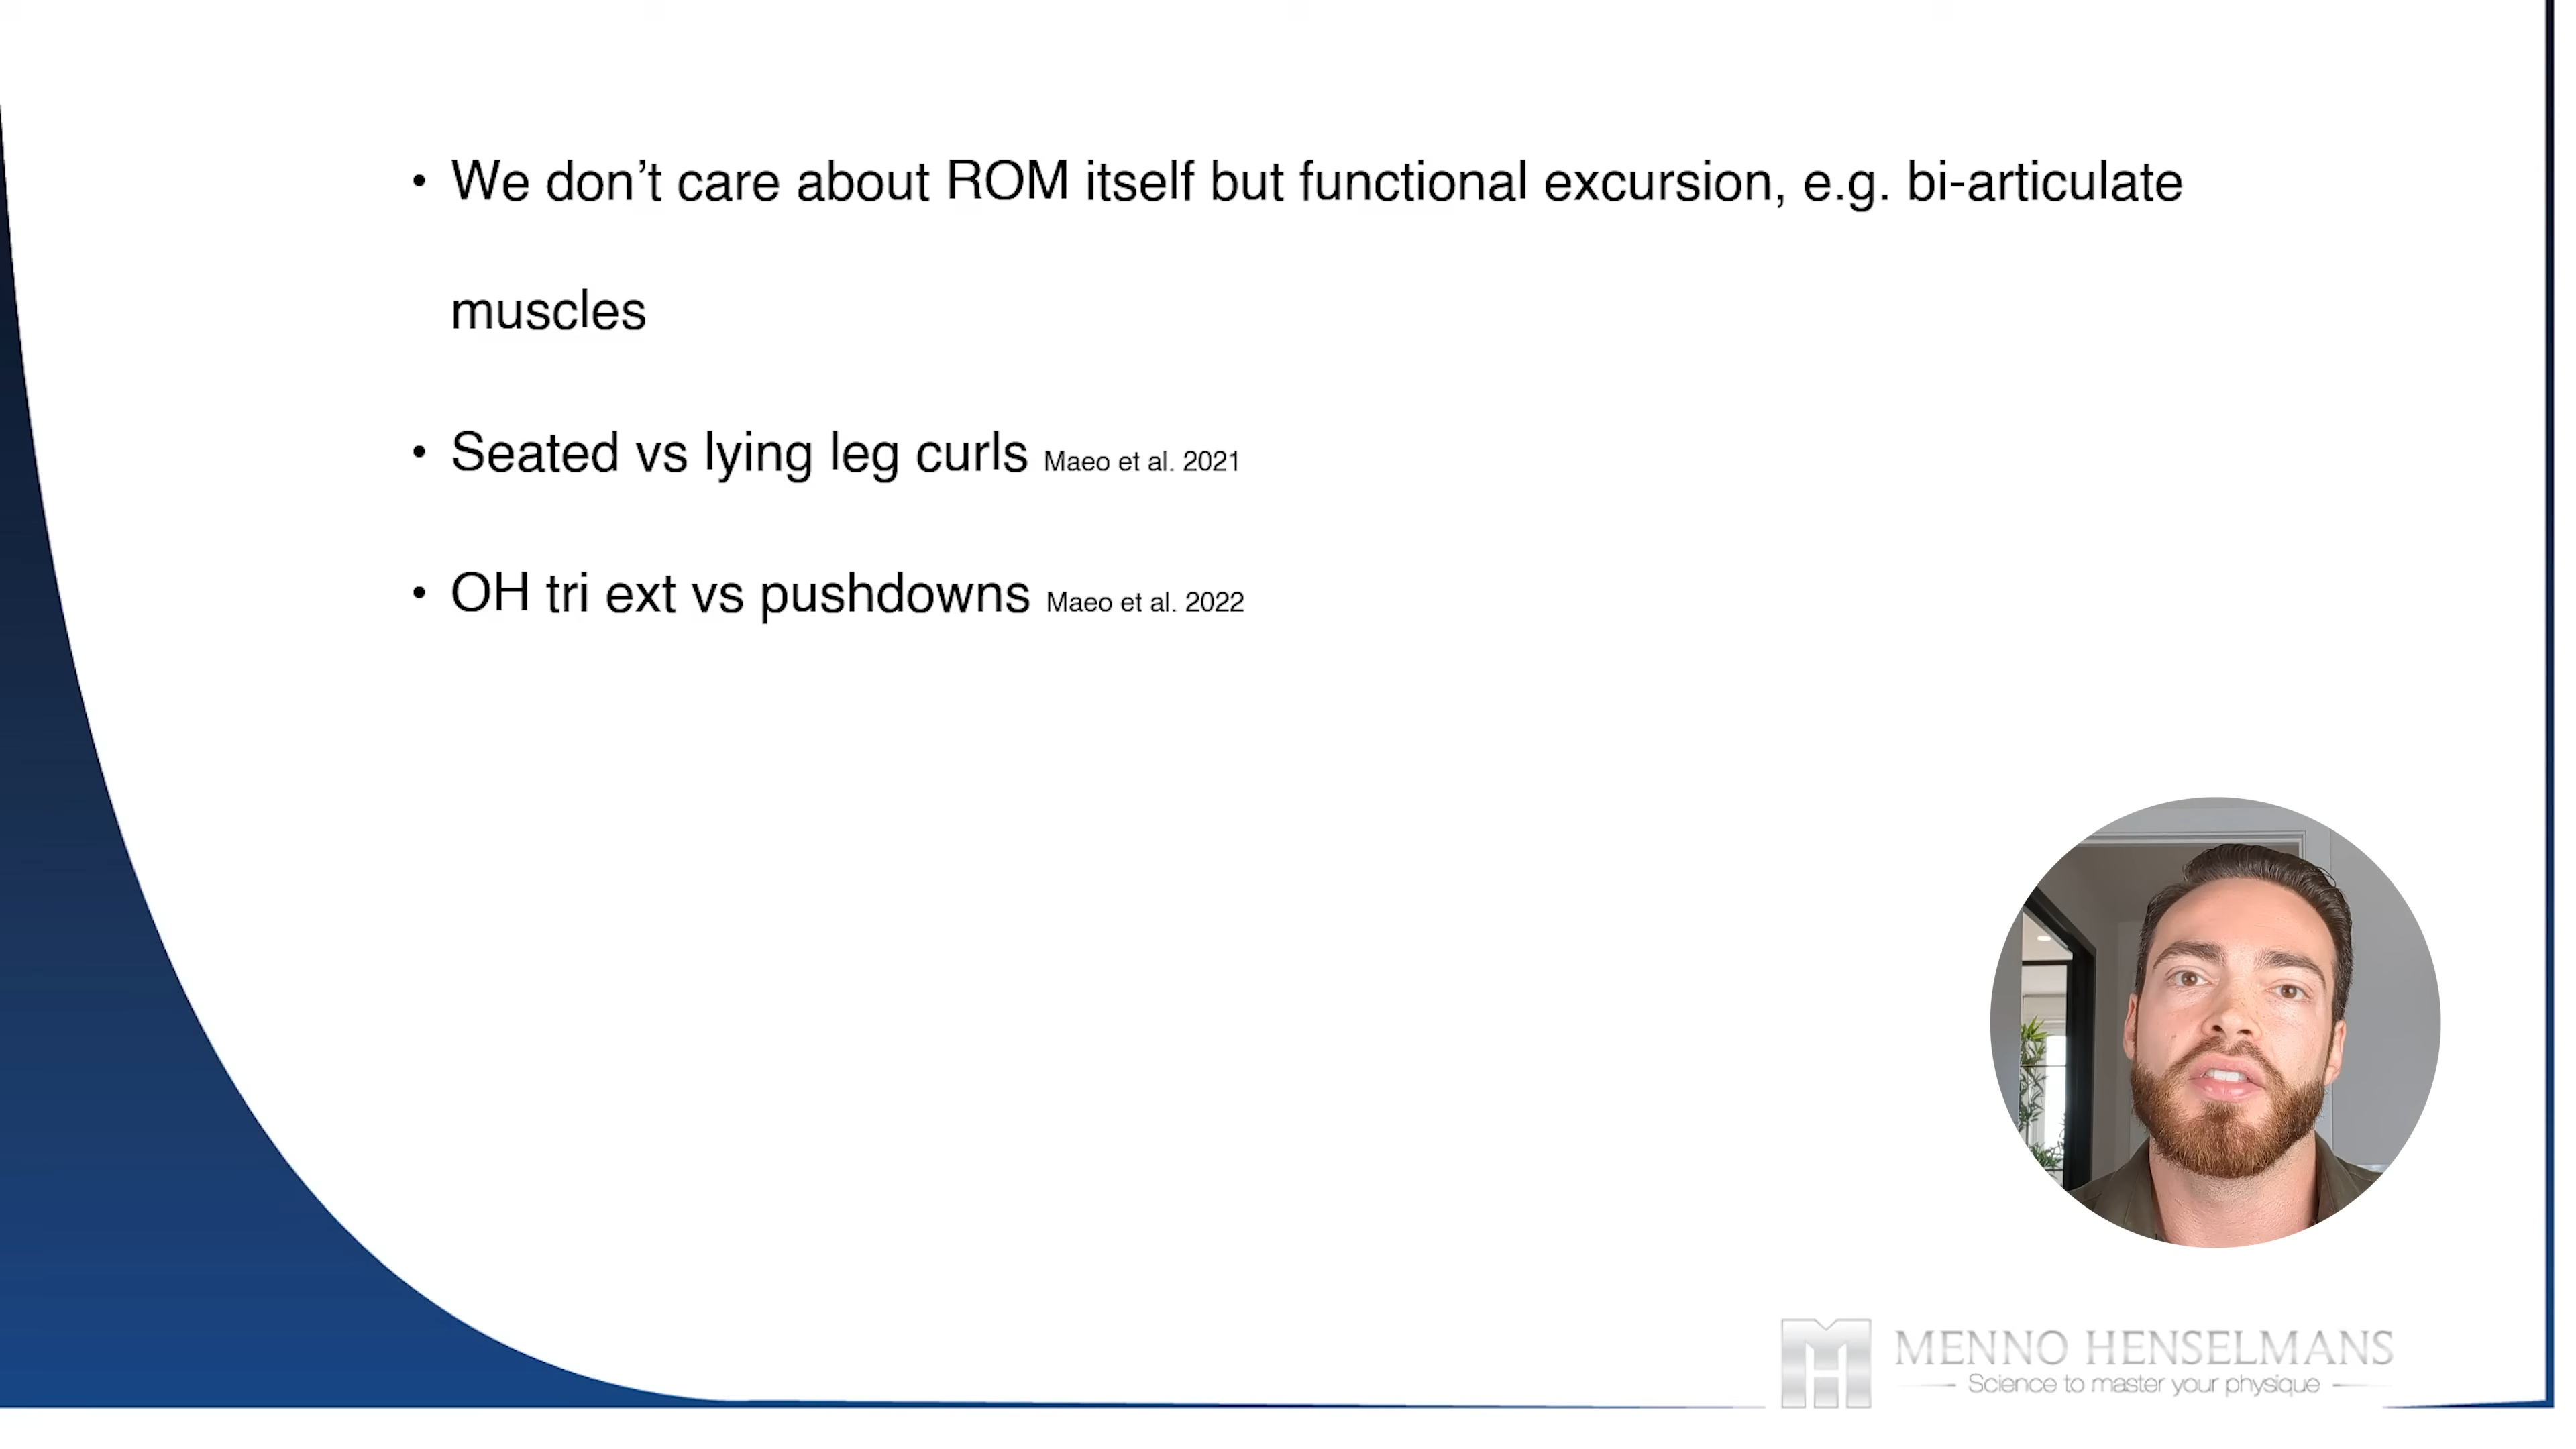 • We don’t care about ROM itself but functional excursion, e.g. bi-articulate
muscles
• Seated vs lying leg curls Maeo et al. 2021
• OH tri ext vs pushdowns Maeo et al. 2022
MENNO HENSELMANS
Science to master your physique